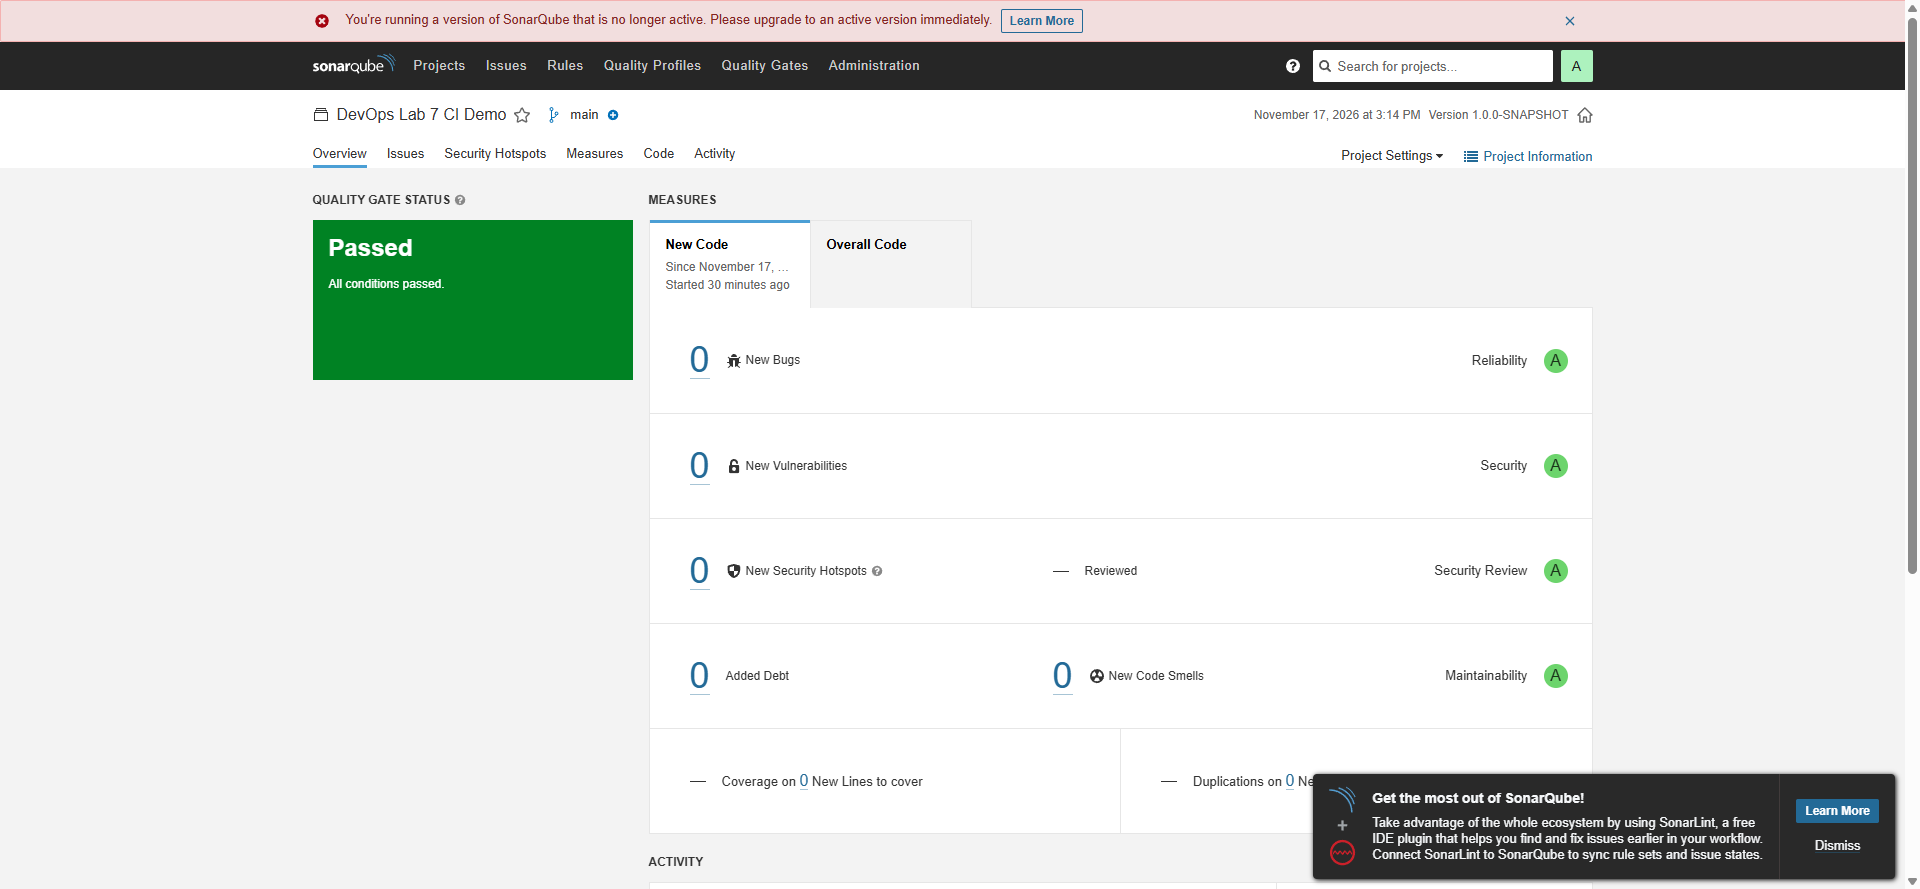 You're running a version of SonarQube that is no longer active. Please upgrade to an active version immediately. Learn More
sonarqube Projects Issues Rules Quality Profiles Quality Gates Administration Search for projects... A
DevOps Lab 7 CI Demo main November 17, 2026 at 3:14 PM Version 1.0.0-SNAPSHOT
Overview Issues Security Hotspots Measures Code Activity Project Settings Project Information
QUALITY GATE STATUS
Passed
All conditions passed.
MEASURES
New Code
Since November 17, ...
Started 30 minutes ago
Overall Code
0 New Bugs Reliability A
0 New Vulnerabilities Security A
0 New Security Hotspots — Reviewed Security Review A
0 Added Debt 0 New Code Smells Maintainability A
— Coverage on 0 New Lines to cover
— Duplications on 0 Ne
ACTIVITY
Get the most out of SonarQube!
Take advantage of the whole ecosystem by using SonarLint, a free
IDE plugin that helps you find and fix issues earlier in your workflow.
Connect SonarLint to SonarQube to sync rule sets and issue states.
Learn More
Dismiss